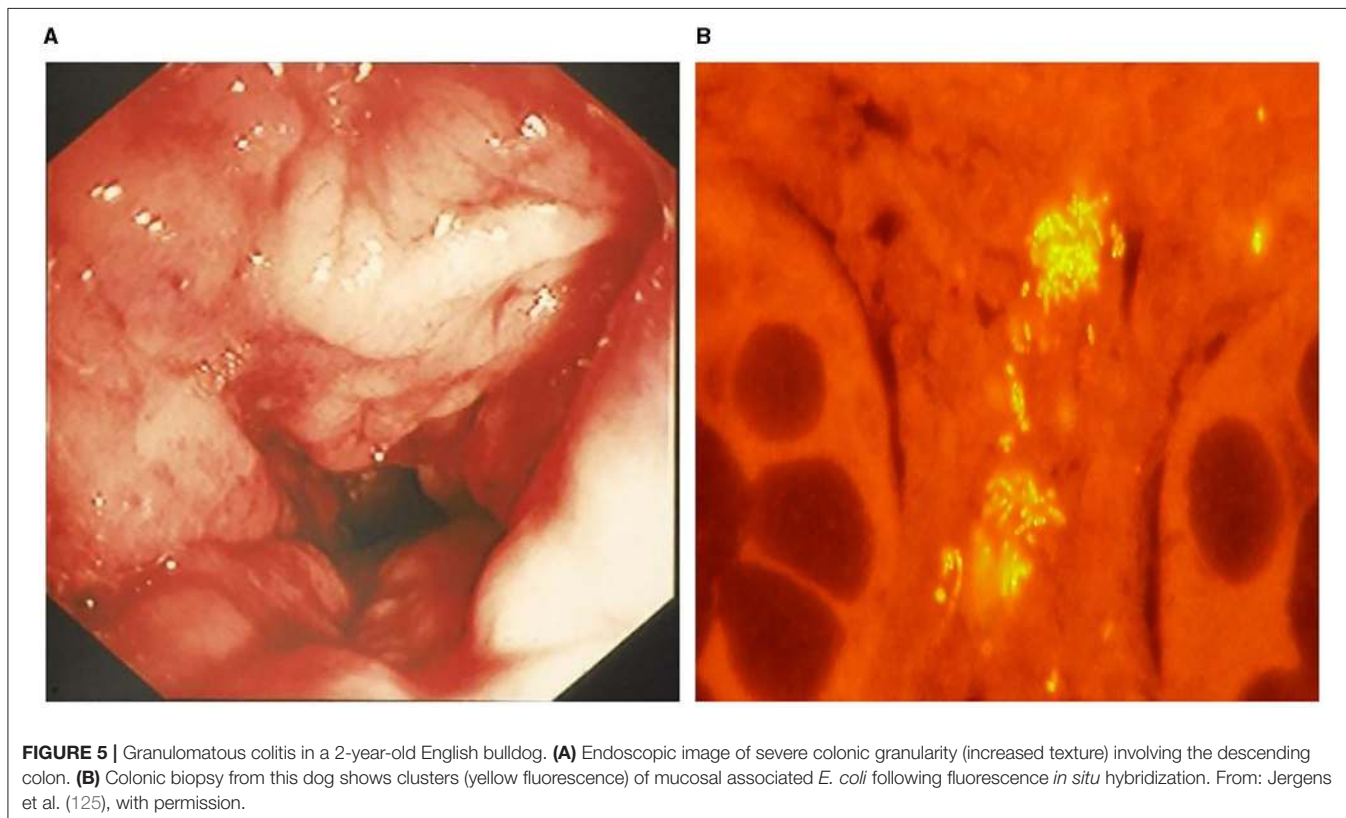 A
B
FIGURE 5 | Granulomatous colitis in a 2-year-old English bulldog. (A) Endoscopic image of severe colonic granularity (increased texture) involving the descending
colon. (B) Colonic biopsy from this dog shows clusters (yellow fluorescence) of mucosal associated E. coli following fluorescence in situ hybridization. From: Jergens
et al. (125), with permission.